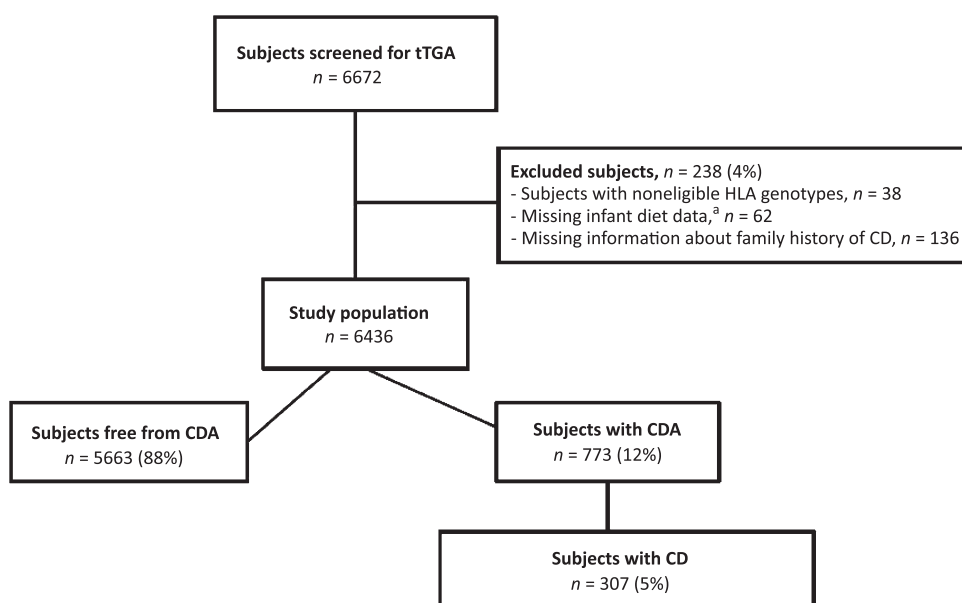 Subjects screened for tTGA
n = 6672
Excluded subjects, n = 238 (4%)
- Subjects with noneligible HLA genotypes, n = 38
- Missing infant diet data,ᵃ n = 62
- Missing information about family history of CD, n = 136
Study population
n = 6436
Subjects free from CDA
n = 5663 (88%)
Subjects with CDA
n = 773 (12%)
Subjects with CD
n = 307 (5%)